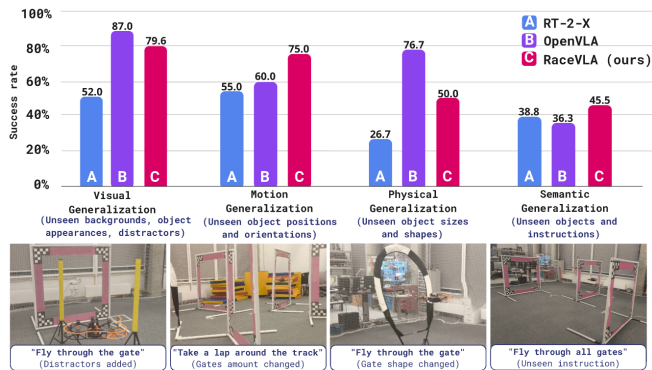 100%
80%
60%
40%
20%
0%
Success rate
A RT-2-X
B OpenVLA
C RaceVLA (ours)
52.0
87.0
79.6
55.0
60.0
75.0
26.7
76.7
50.0
38.8
36.3
45.5
A B C
A B C
A B C
A B C
Visual
Generalization
(Unseen backgrounds, object
appearances, distractors)
Motion
Generalization
(Unseen object positions
and orientations)
Physical
Generalization
(Unseen object sizes
and shapes)
Semantic
Generalization
(Unseen objects and
instructions)
"Fly through the gate"
(Distractors added)
"Take a lap around the track"
(Gates amount changed)
"Fly through the gate"
(Gate shape changed)
"Fly through all gates"
(Unseen instruction)